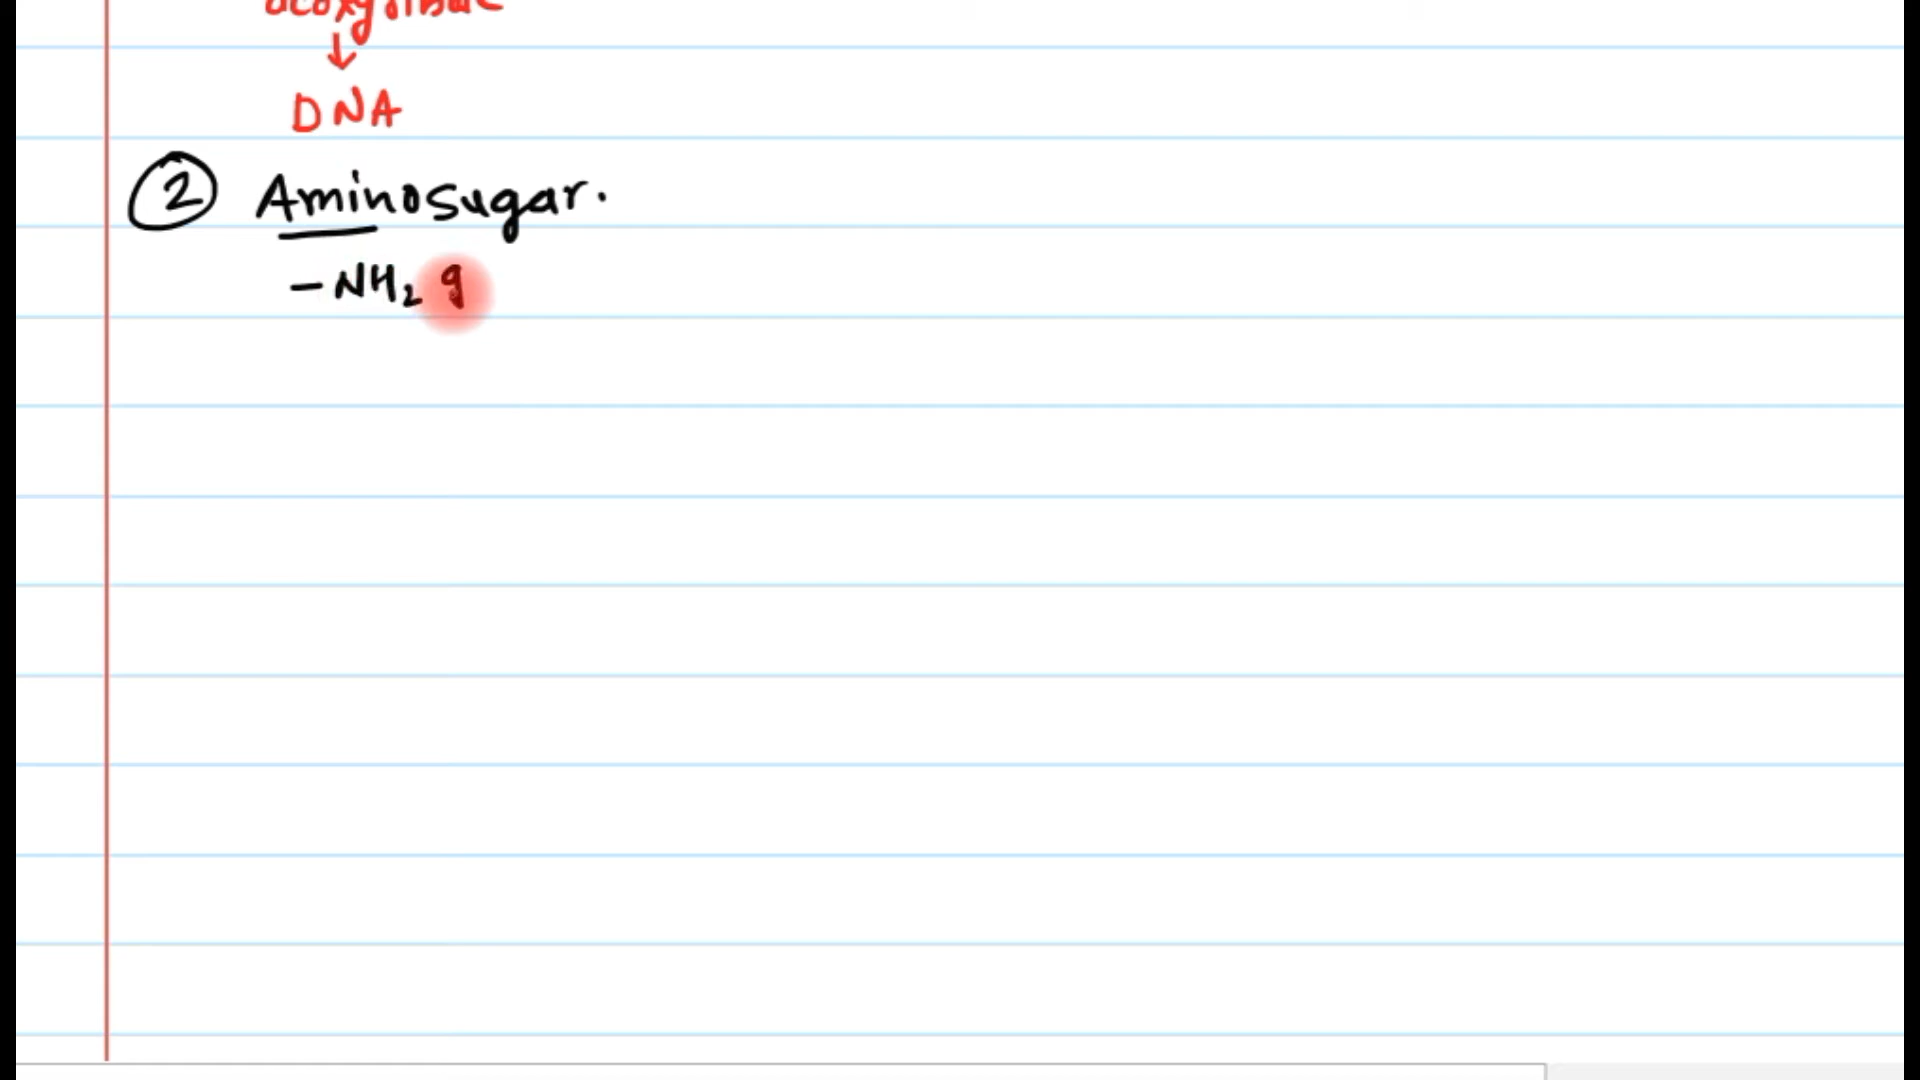 ↓
DNA
② Aminosugar.
-NH₂ g